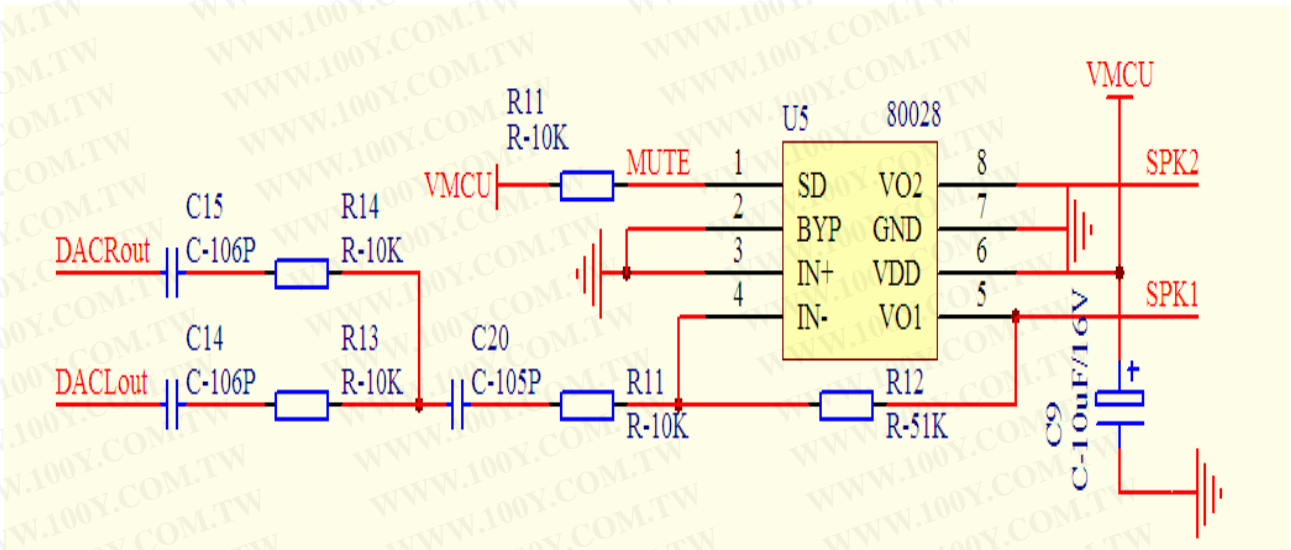 VMCU
R11
R-10K
U5
80028
MUTE
1
SD
VO2
8
SPK2
VMCU
2
BYP
GND
7
C15
C-106P
R14
R-10K
DACRout
3
IN+
VDD
6
4
IN-
VO1
5
SPK1
C14
C-106P
R13
R-10K
DACLout
C20
C-105P
R11
R-10K
R12
R-51K
C9
C-10uF/16V
+
WWW.100Y.COM.TW